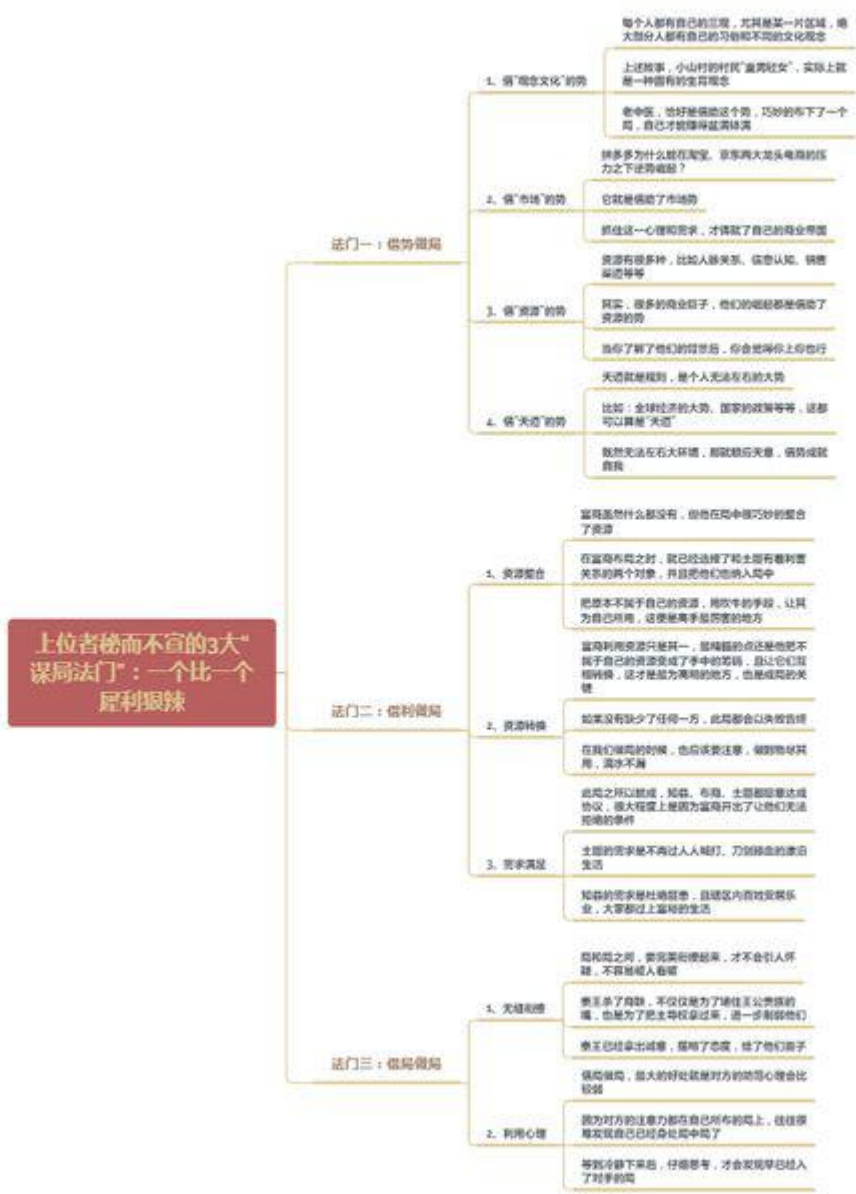 上位者秘而不宣的3大“
谋局法门”：一个比一个
犀利狠辣
法门一：借势做局
1、借“观念文化”的势
每个人都有自己的三观，尤其是某一片区域，绝
大部分人都有自己的习俗和不同的文化观念
上述故事，小山村的村民“重男轻女”，实际上就
是一种固有的生育观念
老中医，恰好是借助这个势，巧妙的布下了一个
局，自己才能赚得盆满钵满
2、借“市场”的势
拼多多为什么能在淘宝、京东两大龙头电商的压
力之下逆势崛起？
它就是借助了市场势
抓住这一心理和需求，才铸就了自己的商业帝国
3、借“资源”的势
资源有很多种，比如人脉关系、信息认知、销售
渠道等等
其实，很多的商业巨子，他们的崛起都是借助了
资源的势
当你了解了他们的背景后，你会觉得你上你也行
4、借“天道”的势
天道就是规则，是个人无法左右的大势
比如：全球经济的大势、国家的政策等等，这都
可以算是“天道”
既然无法左右大环境，那就顺应天意，借势成就
自我
法门二：借利做局
1、资源整合
富商虽然什么都没有，但他在局中很巧妙的整合
了资源
在富商布局之时，就已经选择了和土匪有着利害
关系的两个对象，并且把他们也纳入局中
把原本不属于自己的资源，用吹牛的手段，让其
为自己所用，这便是高手最厉害的地方
2、资源转换
富商利用资源只是其一，最精髓的点还是他把不
属于自己的资源变成了手中的筹码，且让它们互
相转换，这才是最为高明的地方，也是成局的关
键
如果没有缺少了任何一方，此局都会以失败告终
在我们做局的时候，也应该要注意，做到物尽其
用，滴水不漏
3、需求满足
此局之所以能成，知县、布商、土匪都愿意达成
协议，很大程度上是因为富商开出了让他们无法
拒绝的条件
土匪的需求是不再过人人喊打、刀剑舔血的漂泊
生活
知县的需求是杜绝匪患，且辖区内百姓安居乐
业，大家都过上富裕的生活
法门三：借局做局
1、无缝衔接
局和局之间，要完美衔接起来，才不会引人怀
疑，不容易被人看破
秦王杀了商鞅，不仅仅是为了堵住王公贵族的
嘴，也是为了把主导权拿过来，进一步削弱他们
秦王已经拿出诚意，摆明了态度，给了他们面子
2、利用心理
借局做局，最大的好处就是对方的防范心理会比
较弱
因为对方的注意力都在自己所布的局上，往往很
难发现自己已经身处局中局了
等到冷静下来后，仔细思考，才会发现早已经入
了对手的局